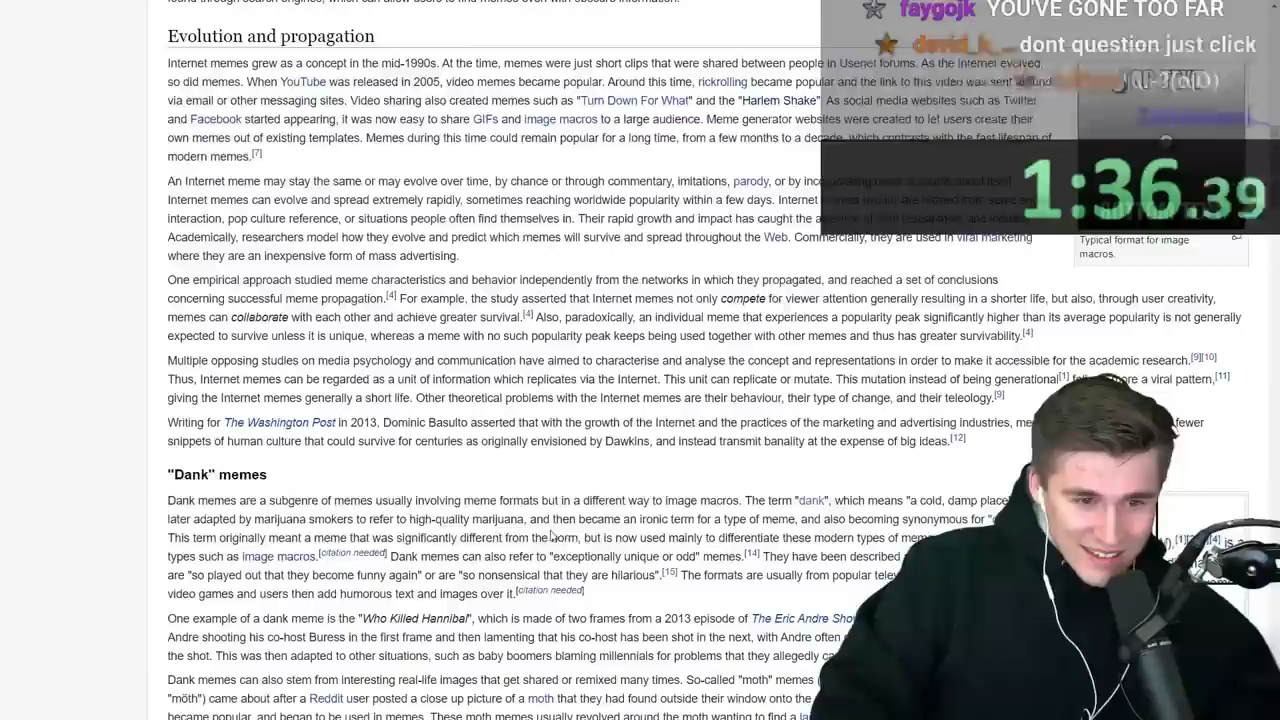 found through search engines, which can allow users to find memes even with obscure information.
faygojk YOU'VE GONE TOO FAR
david_k_ dont question just click
1:36.39
Evolution and propagation
Internet memes grew as a concept in the mid-1990s. At the time, memes were just short clips that were shared between people in Usenet forums. As the Internet evolved,
so did memes. When YouTube was released in 2005, video memes became popular. Around this time, rickrolling became popular and the link to this video was sent around
via email or other messaging sites. Video sharing also created memes such as "Turn Down For What" and the "Harlem Shake". As social media websites such as Twitter
and Facebook started appearing, it was now easy to share GIFs and image macros to a large audience. Meme generator websites were created to let users create their
own memes out of existing templates. Memes during this time could remain popular for a long time, from a few months to a decade, which contrasts with the fast lifespan of
modern memes.[7]
An Internet meme may stay the same or may evolve over time, by chance or through commentary, imitations, parody, or by
Internet memes can evolve and spread extremely rapidly, sometimes reaching worldwide popularity within a few days. Internet
interaction, pop culture reference, or situations people often find themselves in. Their rapid growth and impact has caught the
Academically, researchers model how they evolve and predict which memes will survive and spread throughout the Web. Commercially, they are used in viral marketing
where they are an inexpensive form of mass advertising.
Typical format for image
macros.
One empirical approach studied meme characteristics and behavior independently from the networks in which they propagated, and reached a set of conclusions
concerning successful meme propagation.[4] For example, the study asserted that Internet memes not only compete for viewer attention generally resulting in a shorter life, but also, through user creativity,
memes can collaborate with each other and achieve greater survival.[4] Also, paradoxically, an individual meme that experiences a popularity peak significantly higher than its average popularity is not generally
expected to survive unless it is unique, whereas a meme with no such popularity peak keeps being used together with other memes and thus has greater survivability.[4]
Multiple opposing studies on media psychology and communication have aimed to characterise and analyse the concept and representations in order to make it accessible for the academic research.[9][10]
Thus, Internet memes can be regarded as a unit of information which replicates via the Internet. This unit can replicate or mutate. This mutation instead of being generational[1] more a viral pattern,[11]
giving the Internet memes generally a short life. Other theoretical problems with the Internet memes are their behaviour, their type of change, and their teleology.[9]
Writing for The Washington Post in 2013, Dominic Basulto asserted that with the growth of the Internet and the practices of the marketing and advertising industries, fewer
snippets of human culture that could survive for centuries as originally envisioned by Dawkins, and instead transmit banality at the expense of big ideas.[12]
"Dank" memes
Dank memes are a subgenre of memes usually involving meme formats but in a different way to image macros. The term "dank", which means "a cold, damp place
later adapted by marijuana smokers to refer to high-quality marijuana, and then became an ironic term for a type of meme, and also becoming synonymous for
This term originally meant a meme that was significantly different from the norm, but is now used mainly to differentiate these modern types of
types such as image macros.[citation needed] Dank memes can also refer to "exceptionally unique or odd" memes.[14] They have been described
are "so played out that they become funny again" or are "so nonsensical that they are hilarious".[15] The formats are usually from popular
video games and users then add humorous text and images over it.[citation needed]
One example of a dank meme is the "Who Killed Hannibal", which is made of two frames from a 2013 episode of The Eric Andre
Andre shooting his co-host Buress in the first frame and then lamenting that his co-host has been shot in the next, with Andre often
the shot. This was then adapted to other situations, such as baby boomers blaming millennials for problems that they allegedly
Dank memes can also stem from interesting real-life images that get shared or remixed many times. So-called "moth" memes
"möth") came about after a Reddit user posted a close up picture of a moth that they had found outside their window onto the
became popular, and began to be used in memes. These moth memes usually revolved around the moth wanting to find a